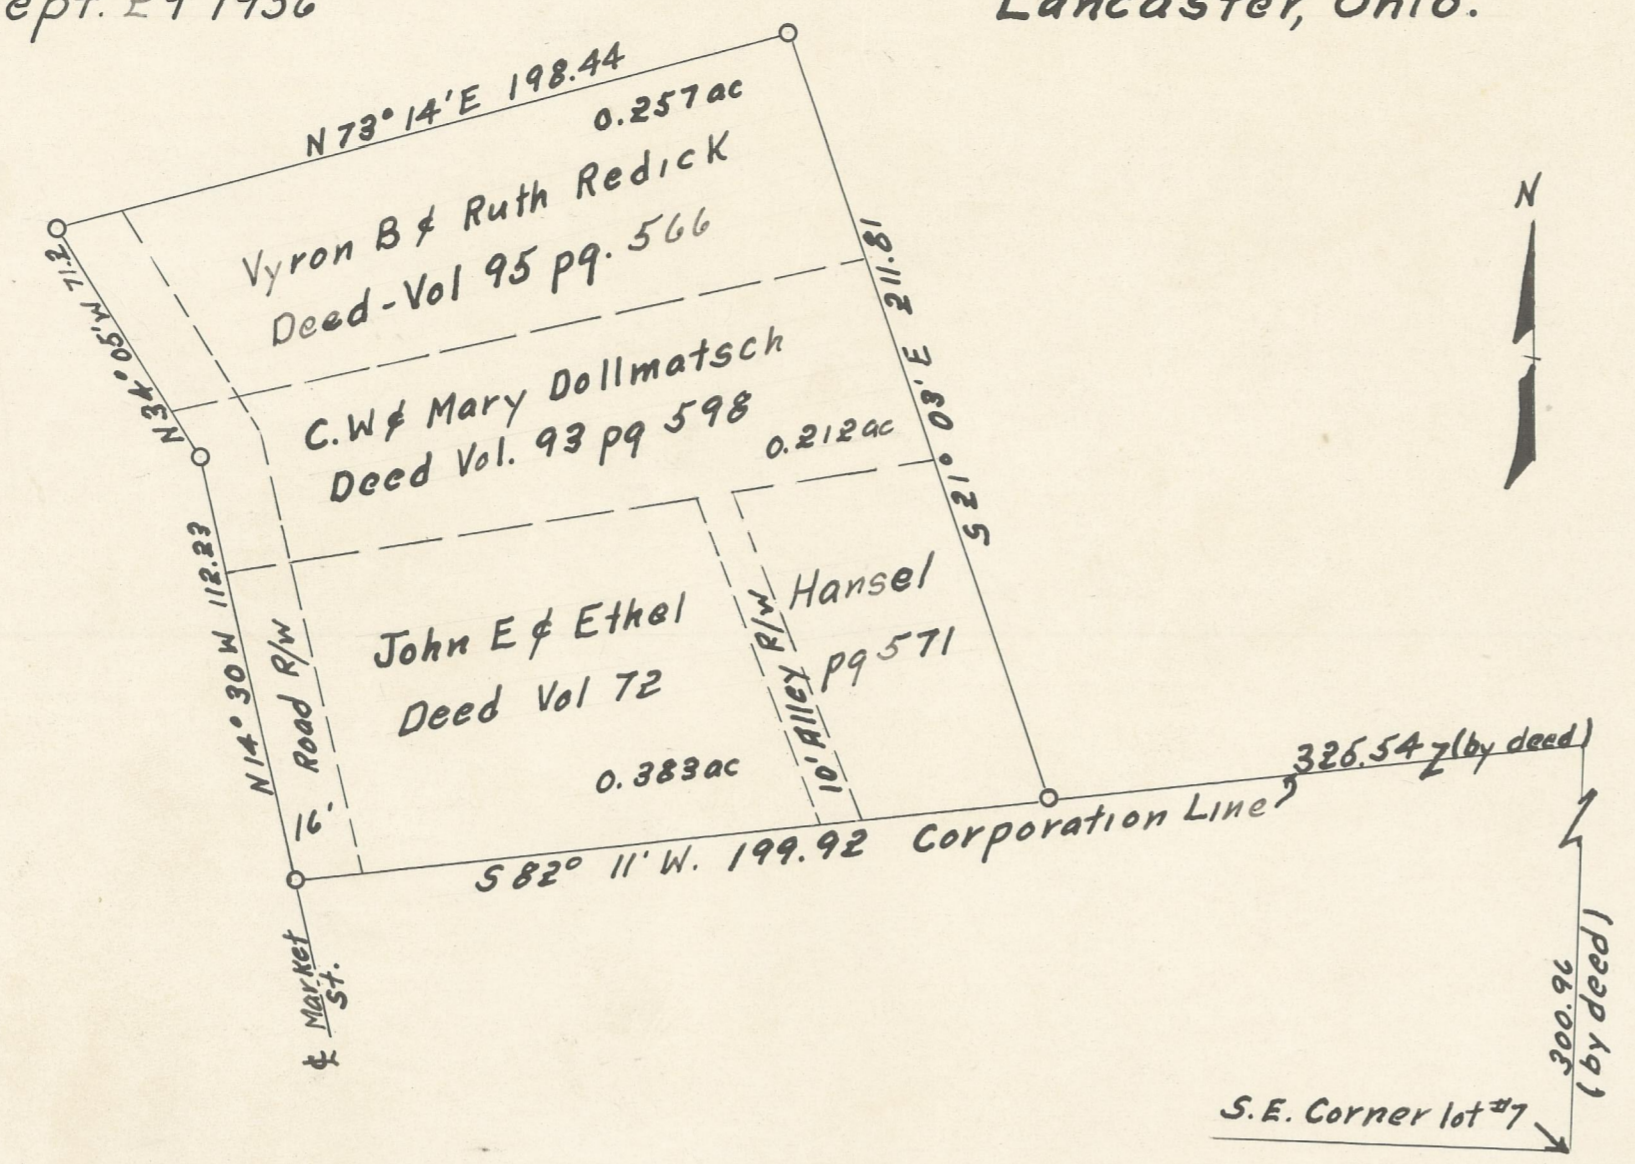 Sept. 29 1956
Lancaster, Ohio.
N 73° 14' E 198.44
0.257 ac
Vyron B & Ruth Redick
Deed - Vol 95 pg. 566
N 34° 05' W 71.2
S 21° 03' E 211.81
N
C.W & Mary Dollmatsch
Deed Vol. 93 pg 598
0.212 ac
N 14° 30 W 112.23
16' Road R/W
John E & Ethel Hansel
Deed Vol 72 pg 571
10' Alley R/W
0.383 ac
326.54 (by deed)
S 82° 11' W. 199.92 Corporation Line
℄ Market
St.
300.96
(by deed)
S.E. Corner lot #7